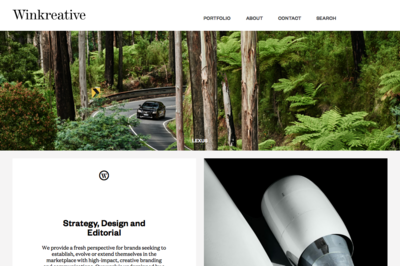 Winkreative
PORTFOLIO ABOUT CONTACT SEARCH
LEXUS
W
Strategy, Design and
Editorial
We provide a fresh perspective for brands seeking to
establish, evolve or extend themselves in the
marketplace with high-impact, creative branding